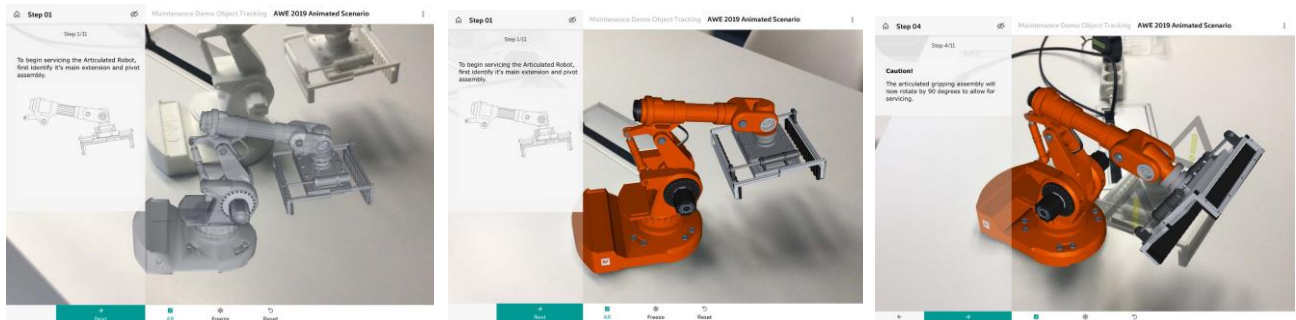 Step 01
Maintenance Demo Object Tracking AWE 2019 Animated Scenario
Step 1/11
To begin servicing the Articulated Robot,
first identify it's main extension and pivot
assembly.
Next
AR
Freeze
Reset
Step 01
Maintenance Demo Object Tracking AWE 2019 Animated Scenario
Step 1/11
To begin servicing the Articulated Robot,
first identify it's main extension and pivot
assembly.
Next
AR
Freeze
Reset
Step 04
Maintenance Demo Object Tracking AWE 2019 Animated Scenario
Step 4/11
Caution!
The articulated gripping assembly will
now rotate by 90 degrees to allow for
servicing.